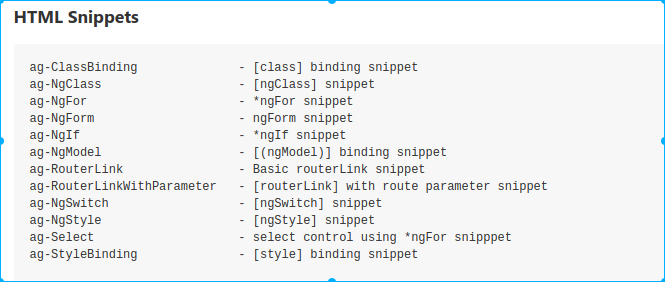 HTML Snippets
ag-ClassBinding - [class] binding snippet
ag-NgClass - [ngClass] snippet
ag-NgFor - *ngFor snippet
ag-NgForm - ngForm snippet
ag-NgIf - *ngIf snippet
ag-NgModel - [(ngModel)] binding snippet
ag-RouterLink - Basic routerLink snippet
ag-RouterLinkWithParameter - [routerLink] with route parameter snippet
ag-NgSwitch - [ngSwitch] snippet
ag-NgStyle - [ngStyle] snippet
ag-Select - select control using *ngFor snipppet
ag-StyleBinding - [style] binding snippet